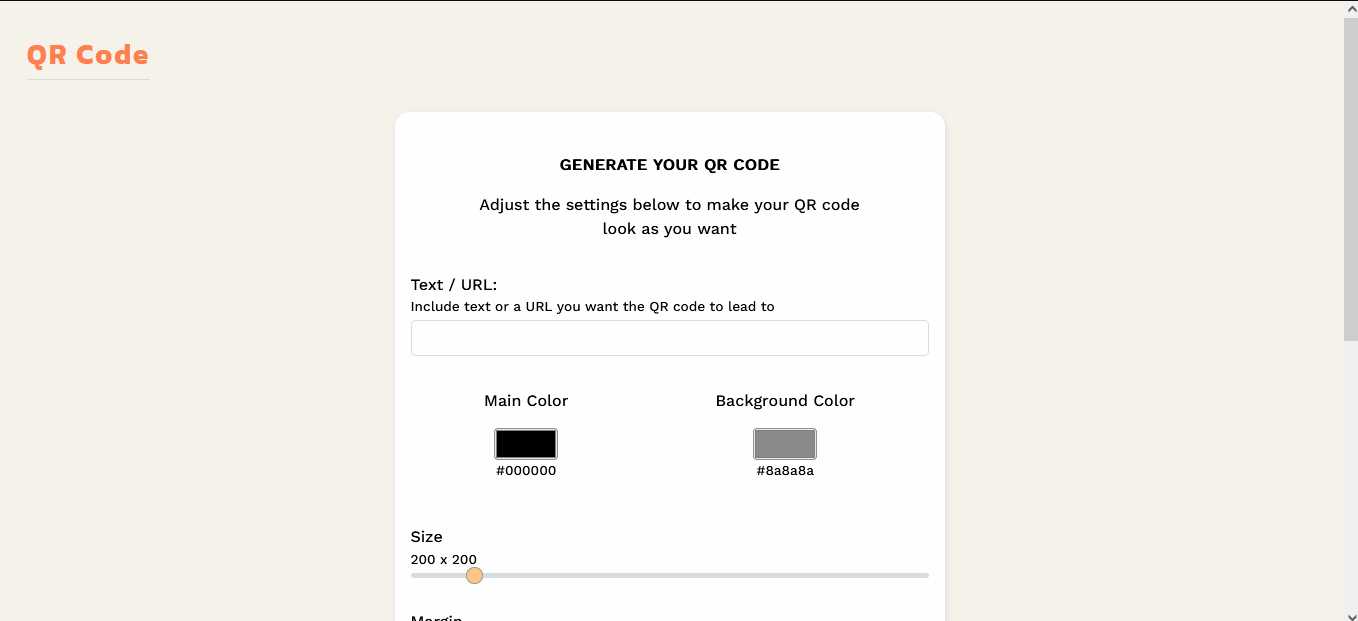 QR Code
GENERATE YOUR QR CODE
Adjust the settings below to make your QR code
look as you want
Text / URL:
Include text or a URL you want the QR code to lead to
Main Color
Background Color
#000000
#8a8a8a
Size
200 x 200
Margin